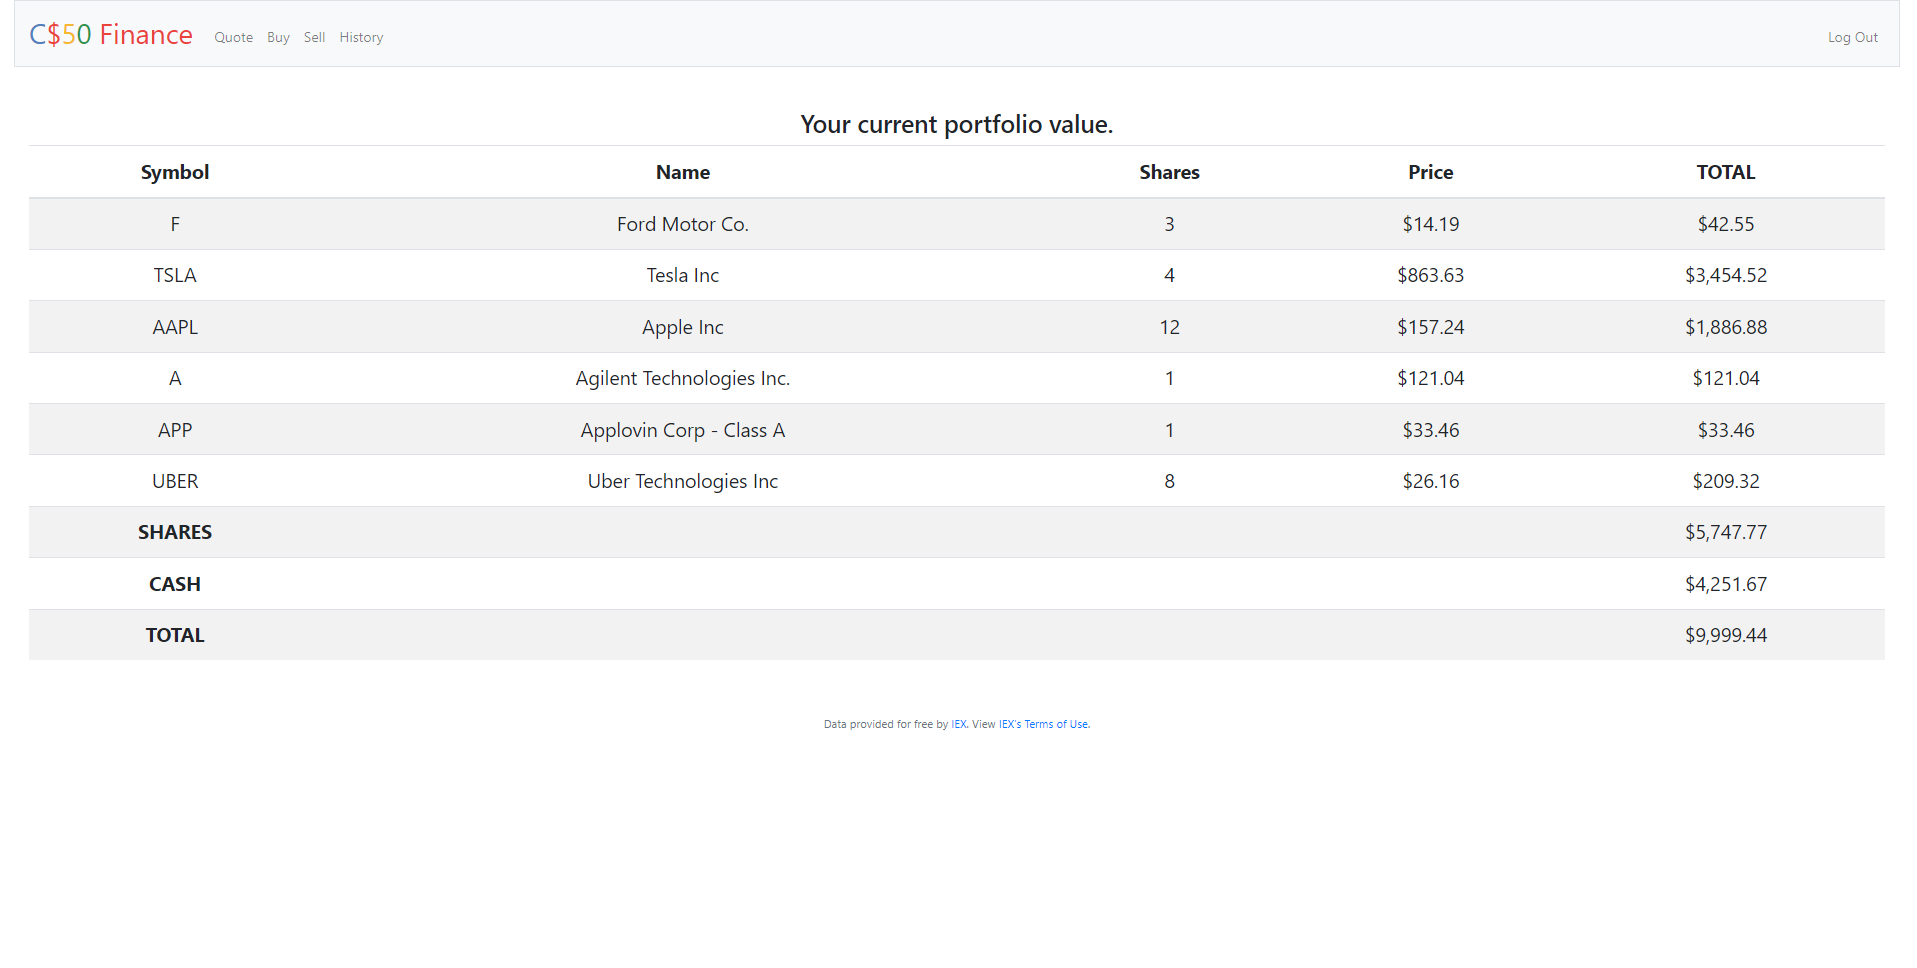 C$50 Finance Quote Buy Sell History Log Out
Your current portfolio value.
Symbol Name Shares Price TOTAL
F Ford Motor Co. 3 $14.19 $42.55
TSLA Tesla Inc 4 $863.63 $3,454.52
AAPL Apple Inc 12 $157.24 $1,886.88
A Agilent Technologies Inc. 1 $121.04 $121.04
APP Applovin Corp - Class A 1 $33.46 $33.46
UBER Uber Technologies Inc 8 $26.16 $209.32
SHARES $5,747.77
CASH $4,251.67
TOTAL $9,999.44
Data provided for free by IEX. View IEX's Terms of Use.